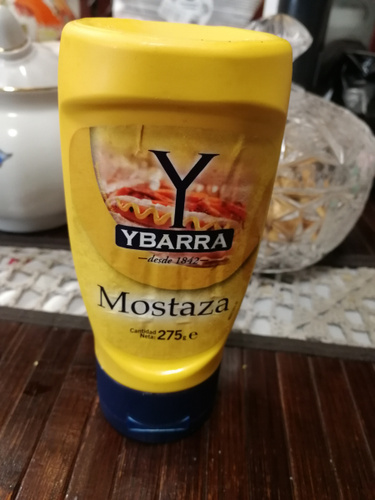 Y
YBARRA
desde 1842
Mostaza
Cantidad
Neta: 275g e